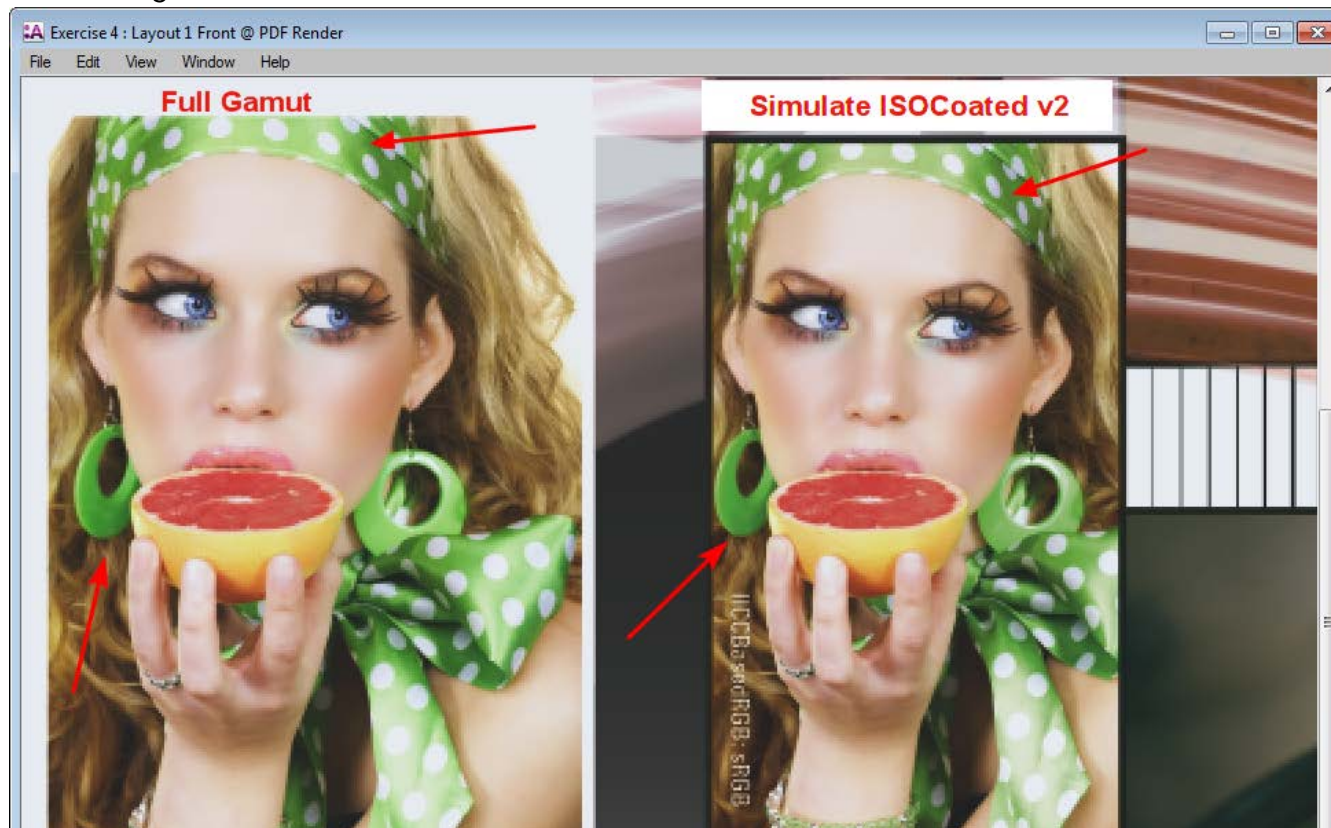 Exercise 4 : Layout 1 Front @ PDF Render
File Edit View Window Help
Full Gamut
Simulate ISOCoated v2
ICCBasedRGB: sRGB